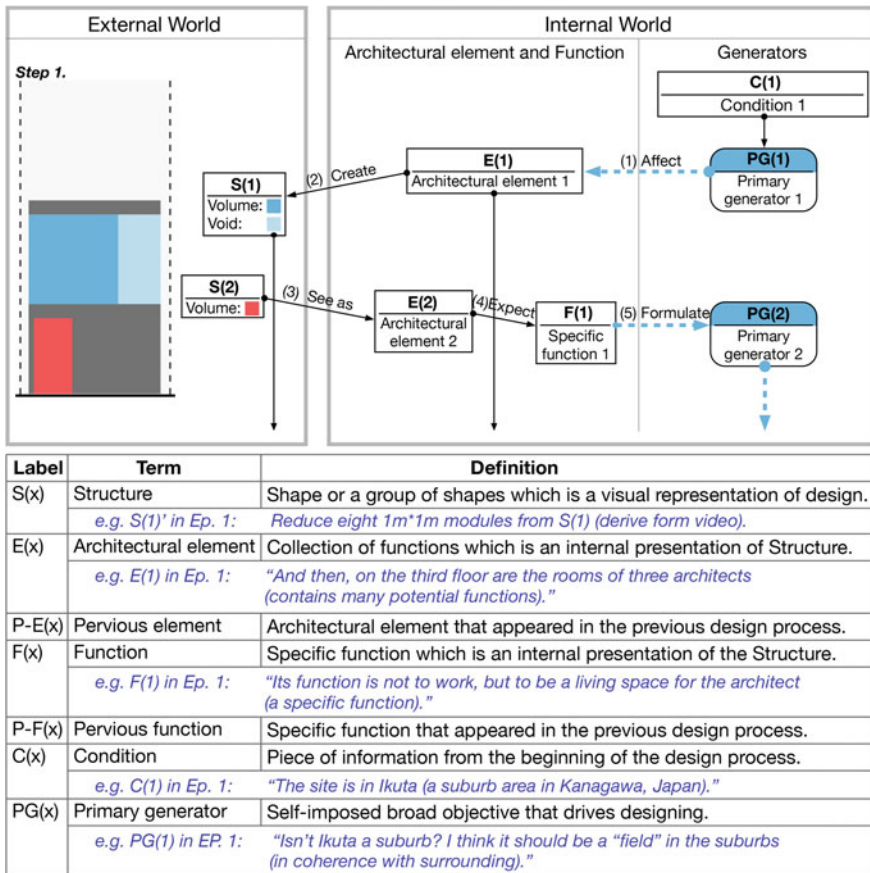 External World
Internal World
Architectural element and Function
Generators
Step 1.
C(1)
Condition 1
(1) Affect
PG(1)
Primary
generator 1
E(1)
Architectural element 1
(2) Create
S(1)
Volume:
Void:
S(2)
Volume:
(3) See as
E(2)
Architectural
element 2
(4)Expect
F(1)
Specific
function 1
(5) Formulate
PG(2)
Primary
generator 2
Label Term Definition
S(x) Structure Shape or a group of shapes which is a visual representation of design.
e.g. S(1)' in Ep. 1: Reduce eight 1m*1m modules from S(1) (derive form video).
E(x) Architectural element Collection of functions which is an internal presentation of Structure.
e.g. E(1) in Ep. 1: "And then, on the third floor are the rooms of three architects
(contains many potential functions)."
P-E(x) Pervious element Architectural element that appeared in the previous design process.
F(x) Function Specific function which is an internal presentation of the Structure.
e.g. F(1) in Ep. 1: "Its function is not to work, but to be a living space for the architect
(a specific function)."
P-F(x) Pervious function Specific function that appeared in the previous design process.
C(x) Condition Piece of information from the beginning of the design process.
e.g. C(1) in Ep. 1: "The site is in Ikuta (a suburb area in Kanagawa, Japan)."
PG(x) Primary generator Self-imposed broad objective that drives designing.
e.g. PG(1) in EP. 1: "Isn't Ikuta a suburb? I think it should be a "field" in the suburbs
(in coherence with surrounding)."